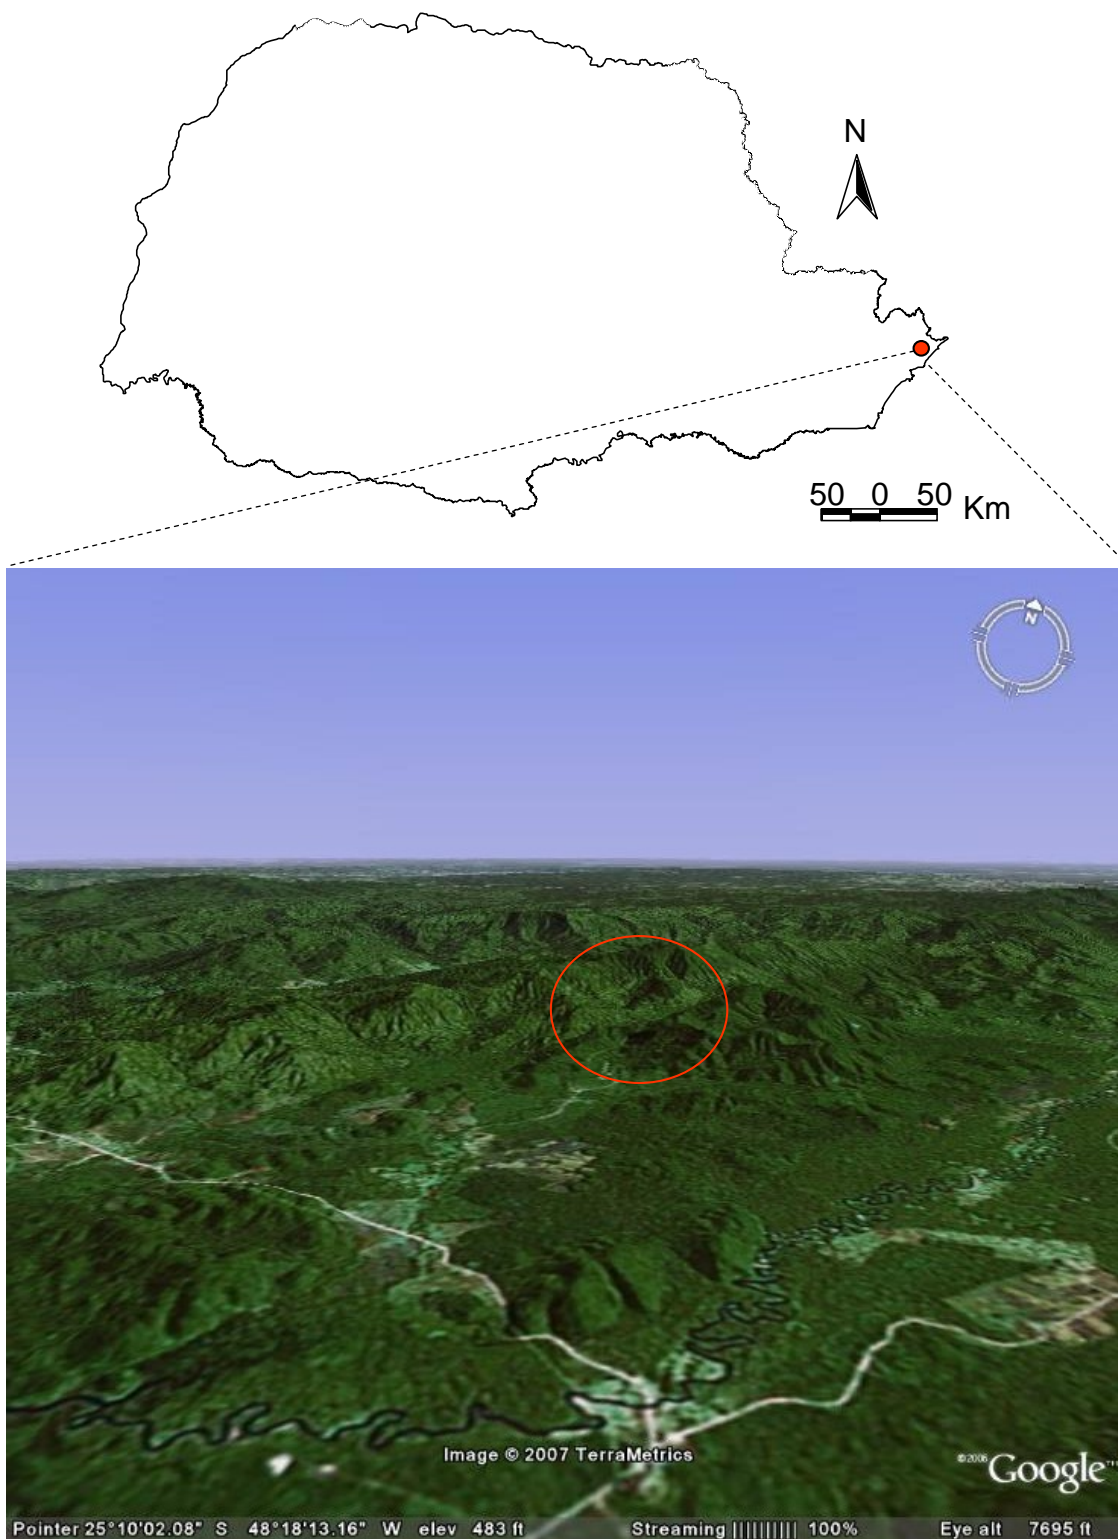 N
50 0 50 Km
N
Image © 2007 TerraMetrics
©2006 Google™
Pointer 25°10'02.08" S 48°18'13.16" W elev 483 ft Streaming |||||||||| 100% Eye alt 7695 ft